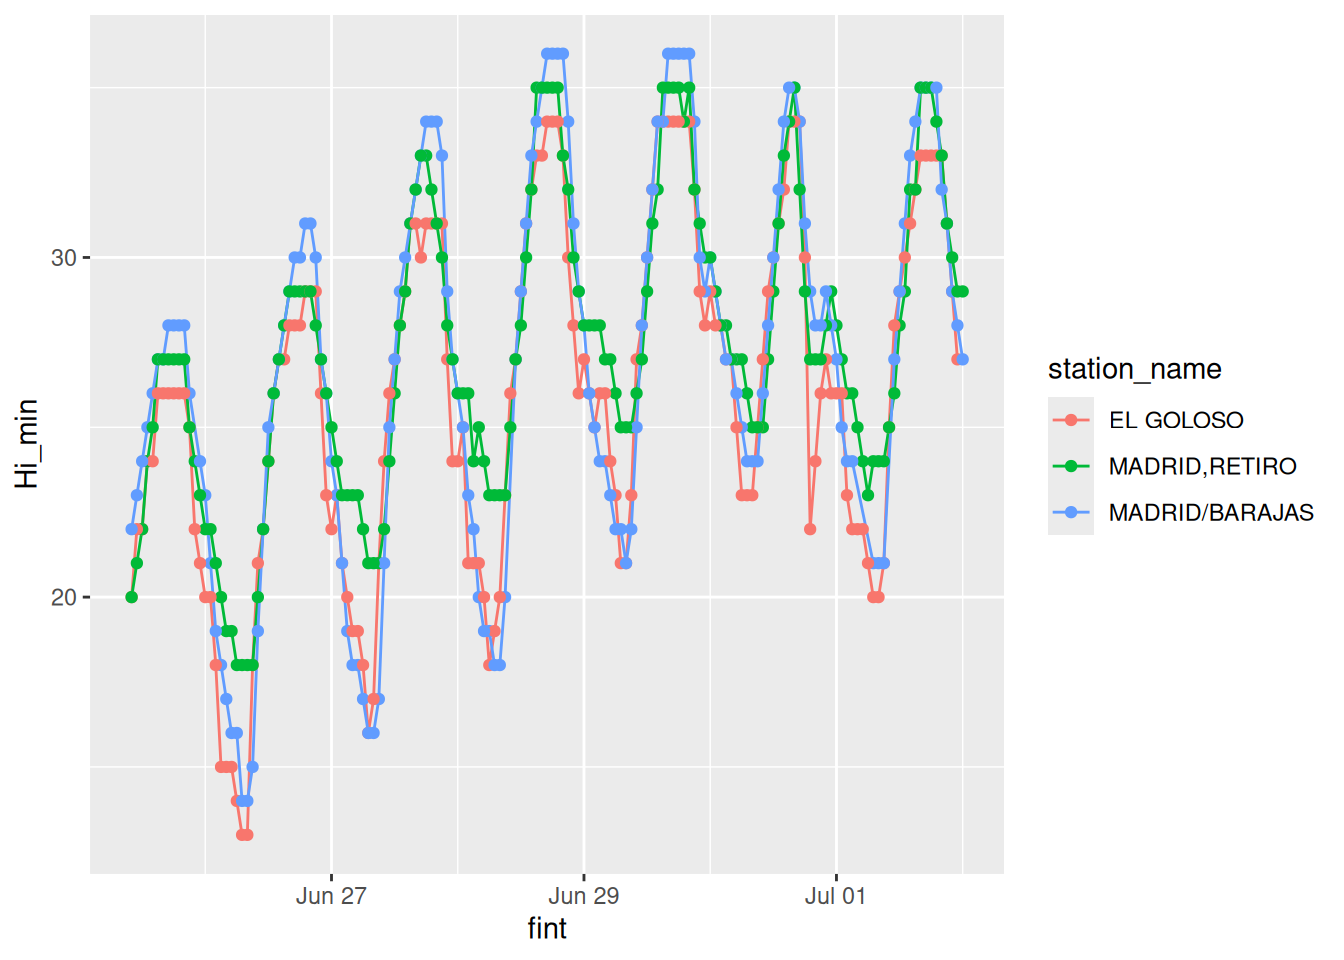 30
20
Hi_min
Jun 27
Jun 29
Jul 01
fint
station_name
EL GOLOSO
MADRID,RETIRO
MADRID/BARAJAS